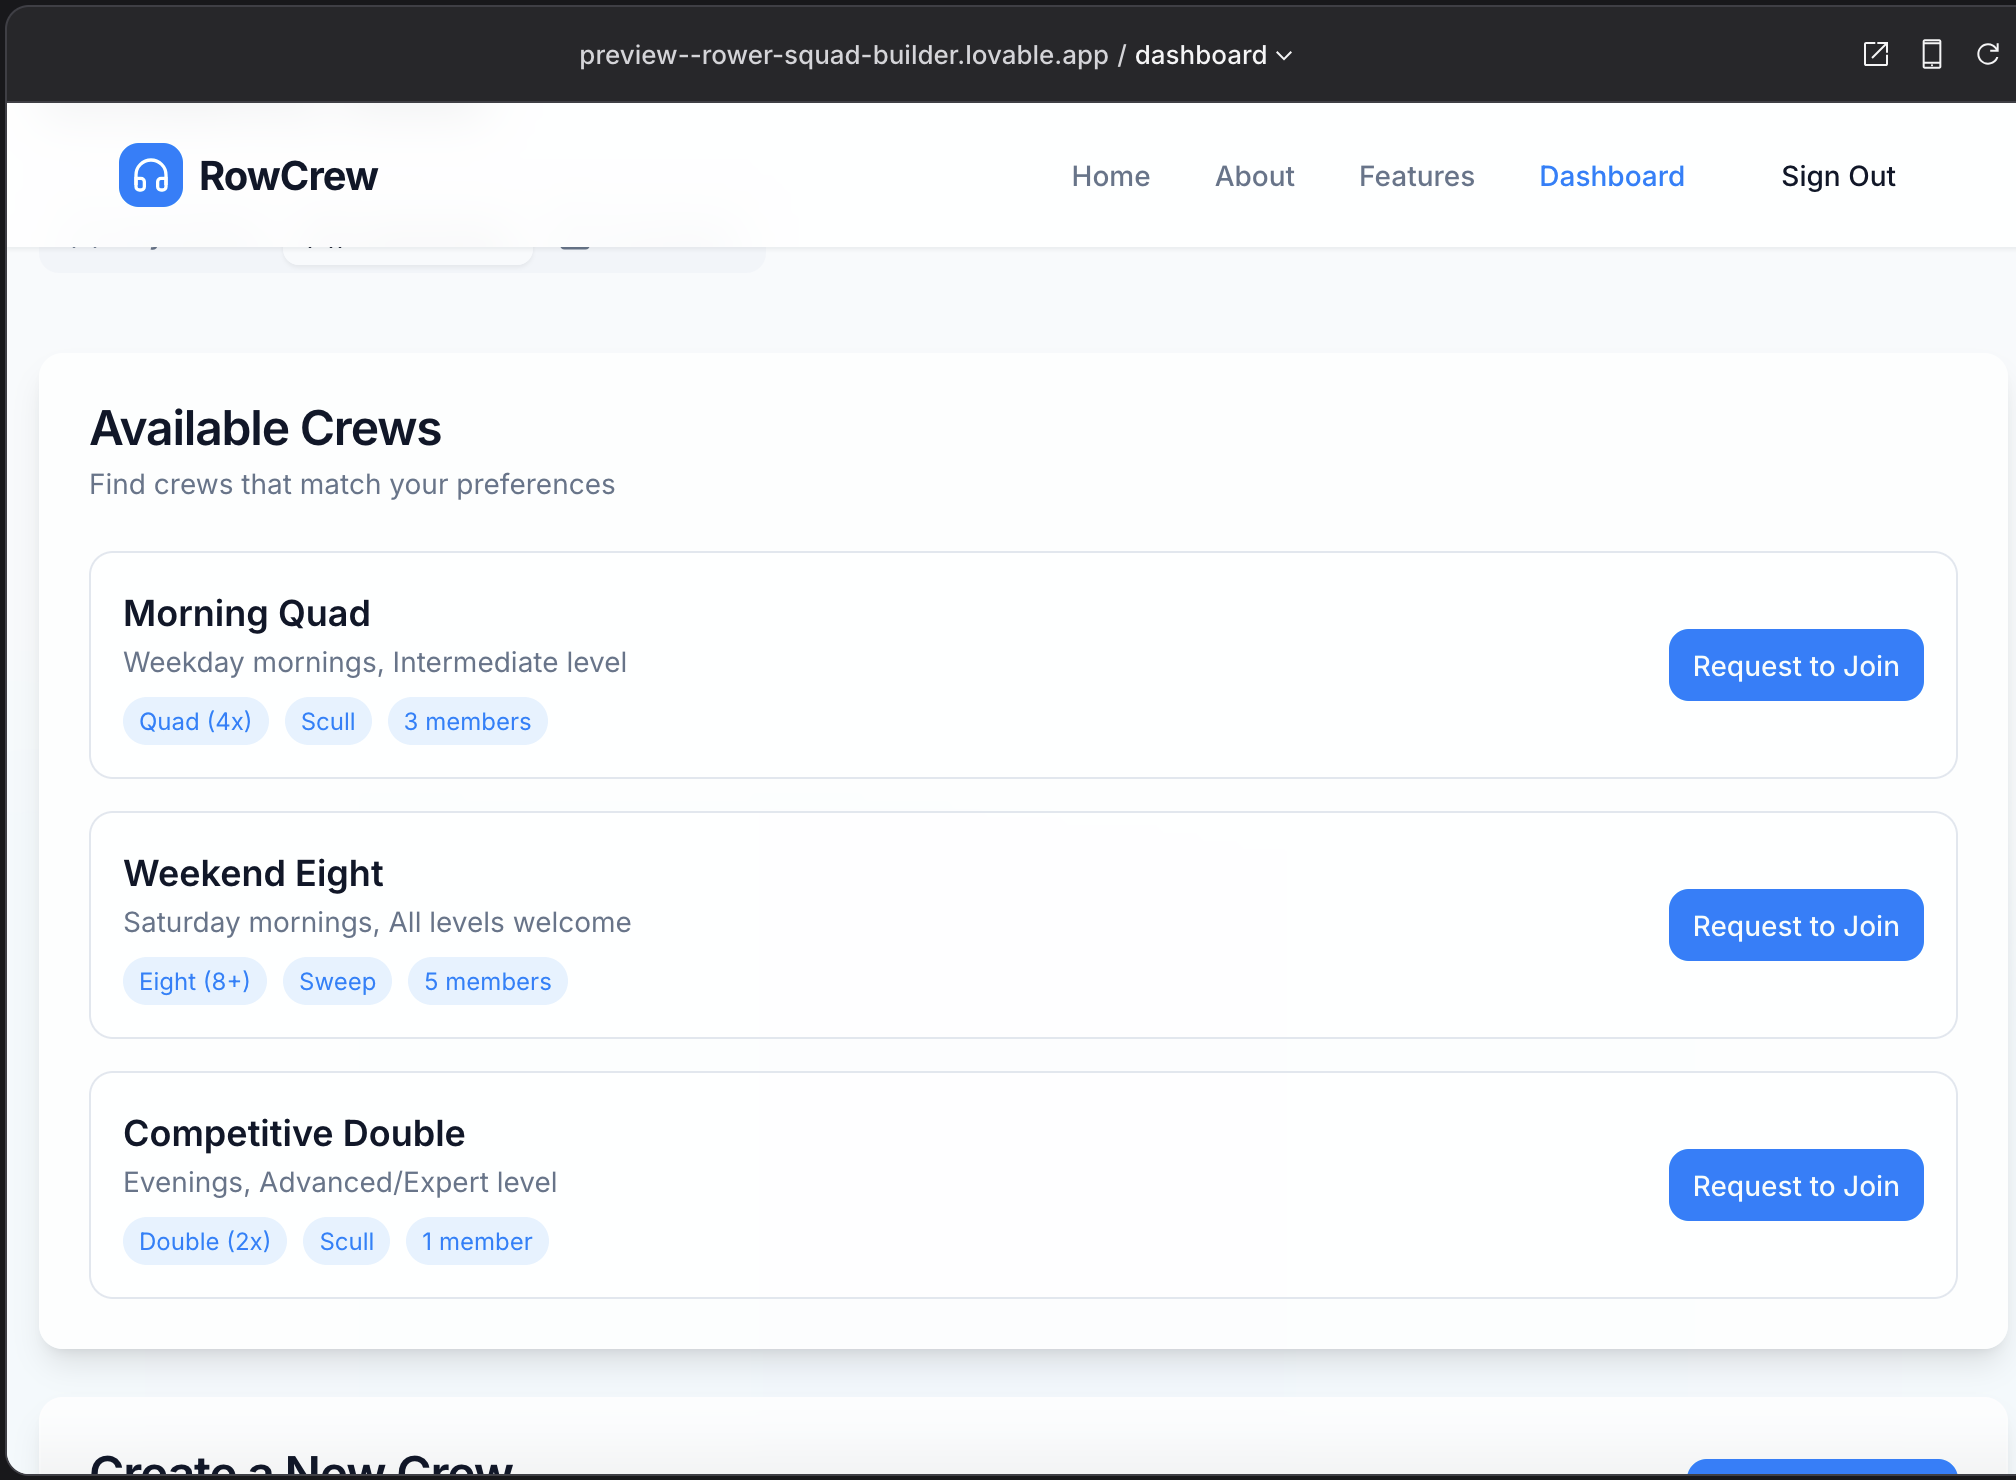 preview--rower-squad-builder.lovable.app / dashboard
RowCrew
Home
About
Features
Dashboard
Sign Out
Available Crews
Find crews that match your preferences
Morning Quad
Weekday mornings, Intermediate level
Quad (4x)
Scull
3 members
Request to Join
Weekend Eight
Saturday mornings, All levels welcome
Eight (8+)
Sweep
5 members
Request to Join
Competitive Double
Evenings, Advanced/Expert level
Double (2x)
Scull
1 member
Request to Join
Create a New Crew